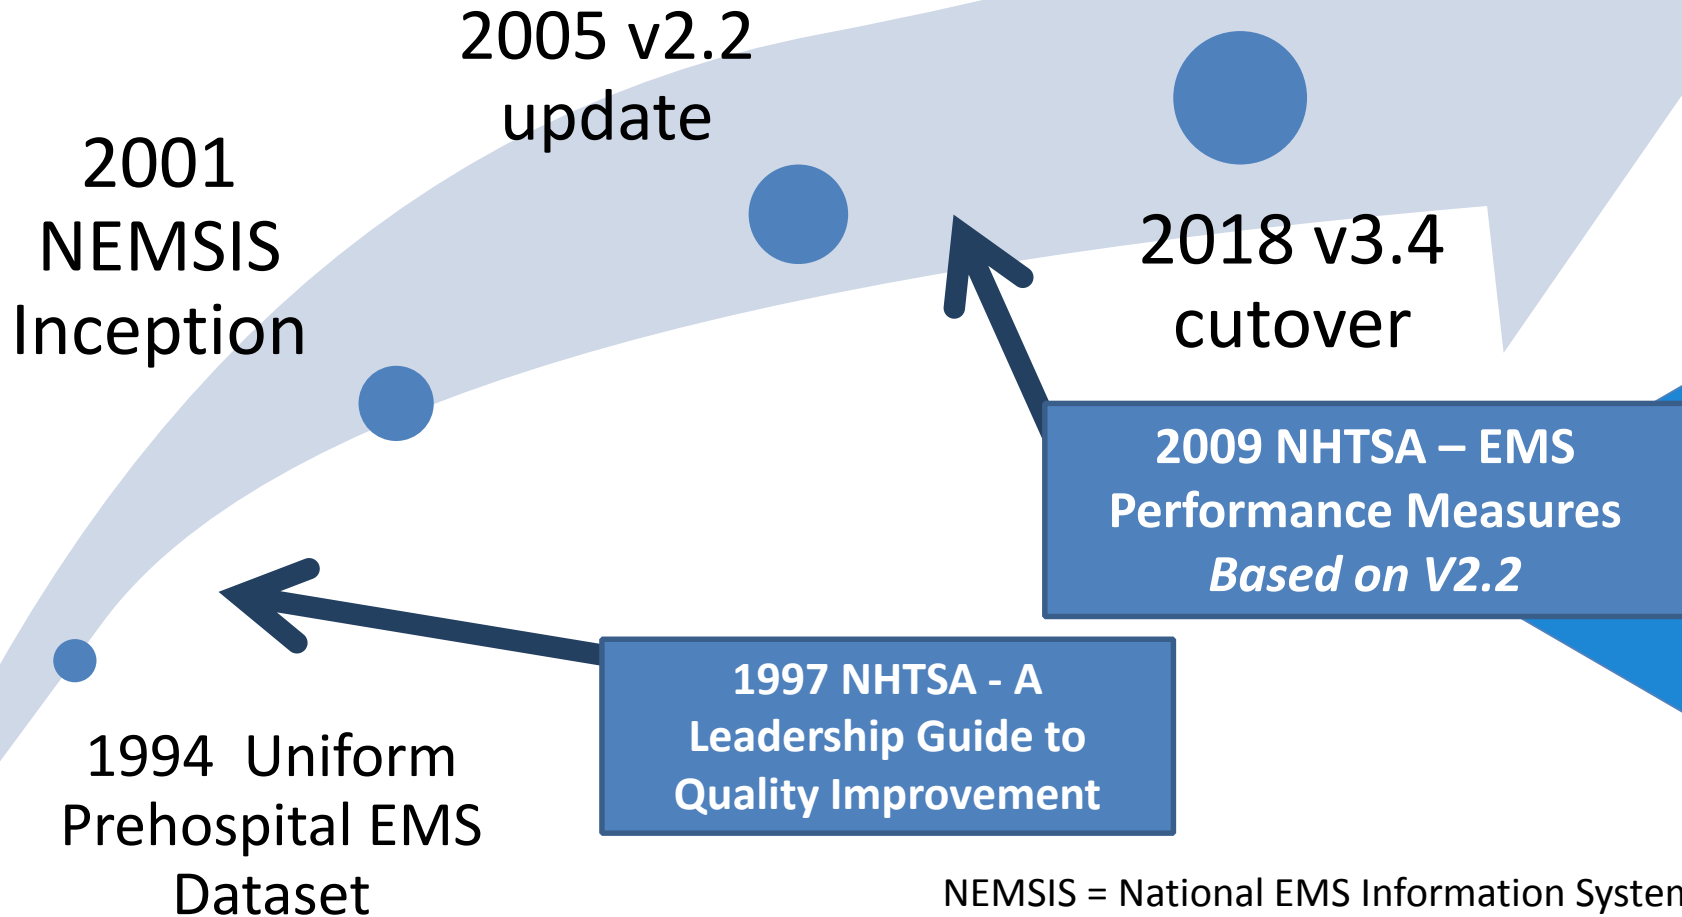 2005 v2.2
update
2001
NEMSIS
Inception
2018 v3.4
cutover
2009 NHTSA – EMS
Performance Measures
Based on V2.2
1997 NHTSA - A
Leadership Guide to
Quality Improvement
1994 Uniform
Prehospital EMS
Dataset
NEMSIS = National EMS Information System